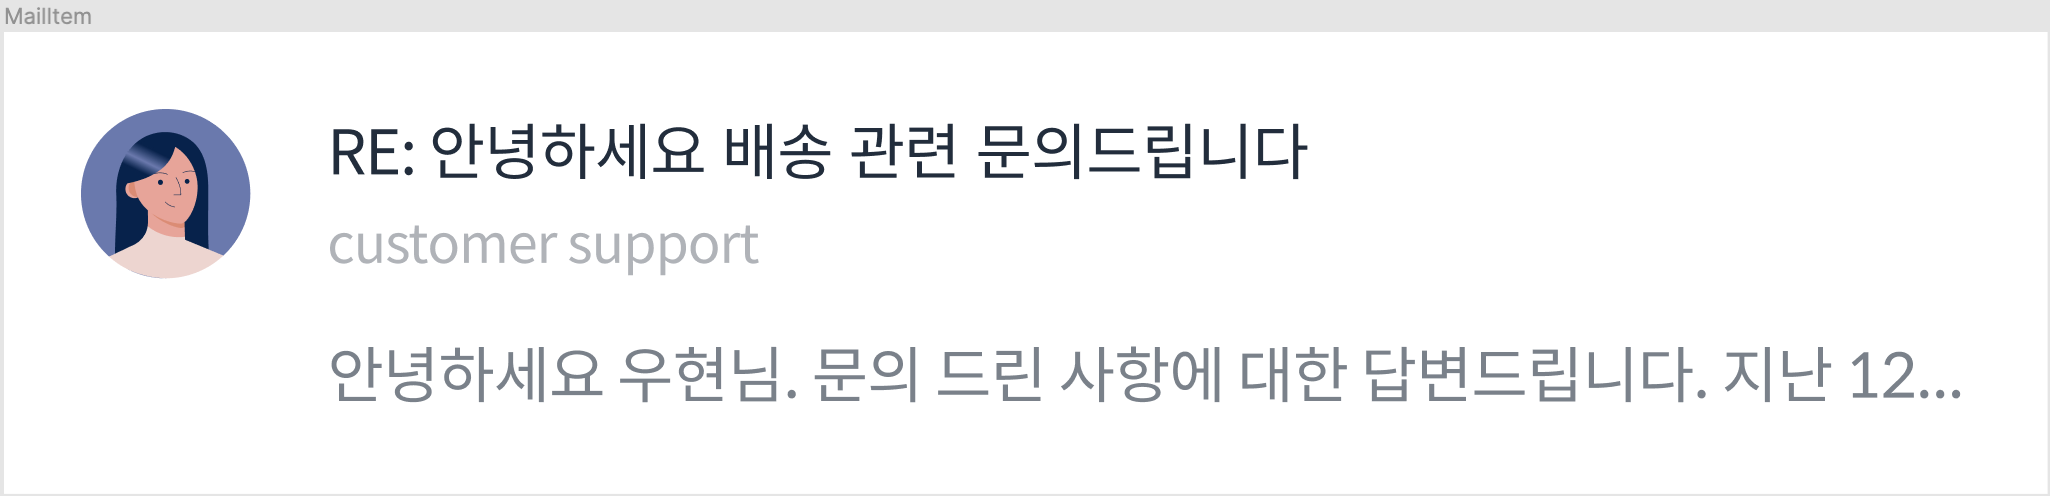 MailItem
RE: 안녕하세요 배송 관련 문의드립니다
customer support
안녕하세요 우현님. 문의 드린 사항에 대한 답변드립니다. 지난 12...